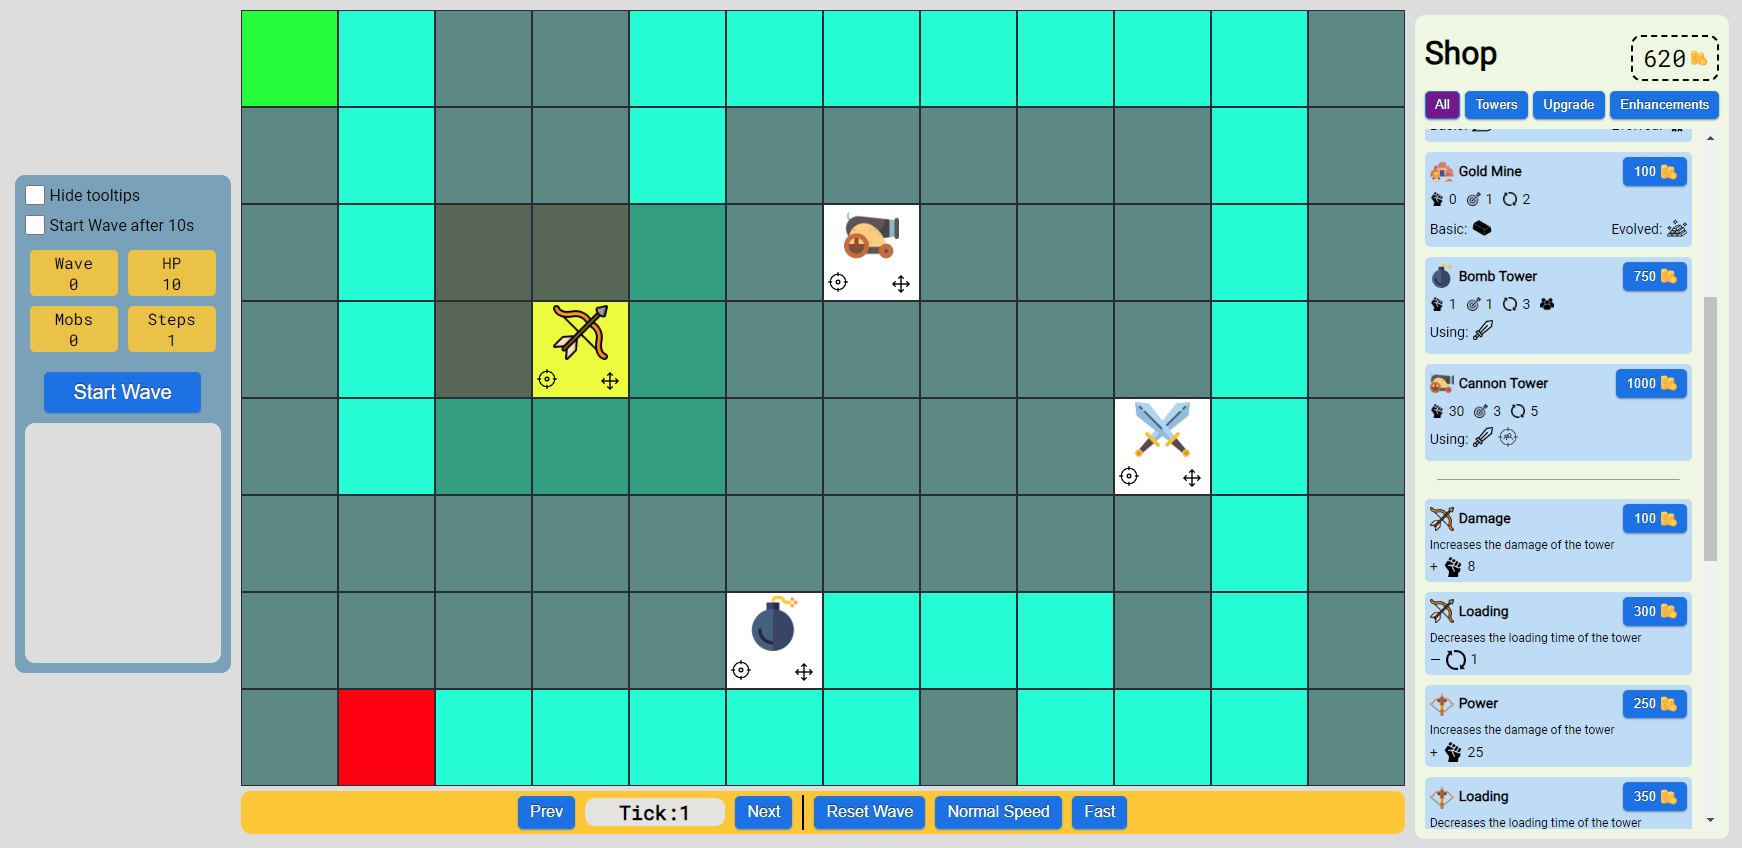 Hide tooltips
Start Wave after 10s
Wave
0
HP
10
Mobs
0
Steps
1
Start Wave
Prev
Tick:1
Next
Reset Wave
Normal Speed
Fast
Shop
620
All
Towers
Upgrade
Enhancements
Gold Mine
100
0 1 2
Basic:
Evolved:
Bomb Tower
750
1 1 3
Using:
Cannon Tower
1000
30 3 5
Using:
Damage
100
Increases the damage of the tower
+ 8
Loading
300
Decreases the loading time of the tower
− 1
Power
250
Increases the damage of the tower
+ 25
Loading
350
Decreases the loading time of the tower